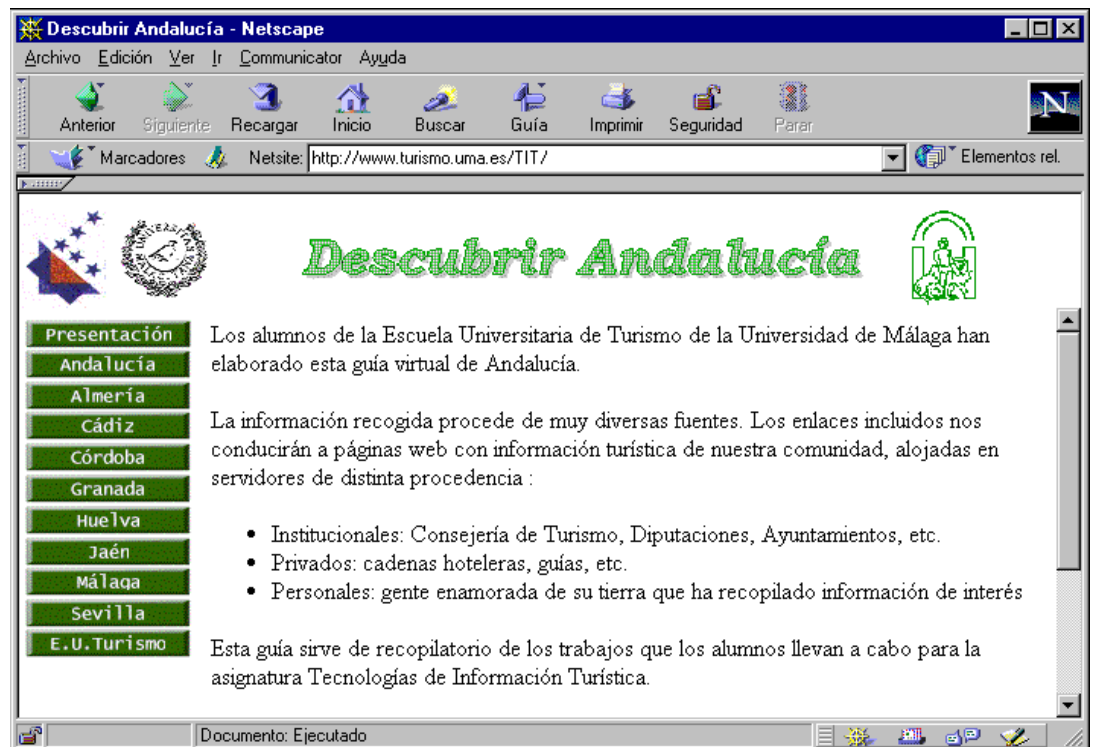 Descubrir Andalucía - Netscape
Archivo Edición Ver Ir Communicator Ayuda
Anterior Siguiente Recargar Inicio Buscar Guía Imprimir Seguridad Parar
N
Marcadores Netsite: http://www.turismo.uma.es/TIT/ Elementos rel.
Descubrir Andalucía
Presentación
Andalucía
Almería
Cádiz
Córdoba
Granada
Huelva
Jaén
Málaga
Sevilla
E.U.Turismo
Los alumnos de la Escuela Universitaria de Turismo de la Universidad de Málaga han
elaborado esta guía virtual de Andalucía.
La información recogida procede de muy diversas fuentes. Los enlaces incluidos nos
conducirán a páginas web con información turística de nuestra comunidad, alojadas en
servidores de distinta procedencia :
• Institucionales: Consejería de Turismo, Diputaciones, Ayuntamientos, etc.
• Privados: cadenas hoteleras, guías, etc.
• Personales: gente enamorada de su tierra que ha recopilado información de interés
Esta guía sirve de recopilatorio de los trabajos que los alumnos llevan a cabo para la
asignatura Tecnologías de Información Turística.
Documento: Ejecutado